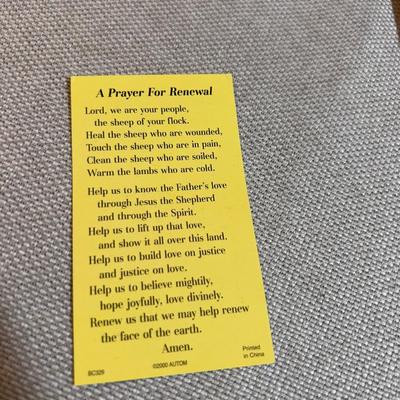 A Prayer For Renewal
Lord, we are your people,
the sheep of your flock.
Heal the sheep who are wounded,
Touch the sheep who are in pain,
Clean the sheep who are soiled,
Warm the lambs who are cold.
Help us to know the Father's love
through Jesus the Shepherd
and through the Spirit.
Help us to lift up that love,
and show it all over this land.
Help us to build love on justice
and justice on love.
Help us to believe mightily,
hope joyfully, love divinely.
Renew us that we may help renew
the face of the earth.
Amen.
BC326
©2000 AUTOM
Printed
in China